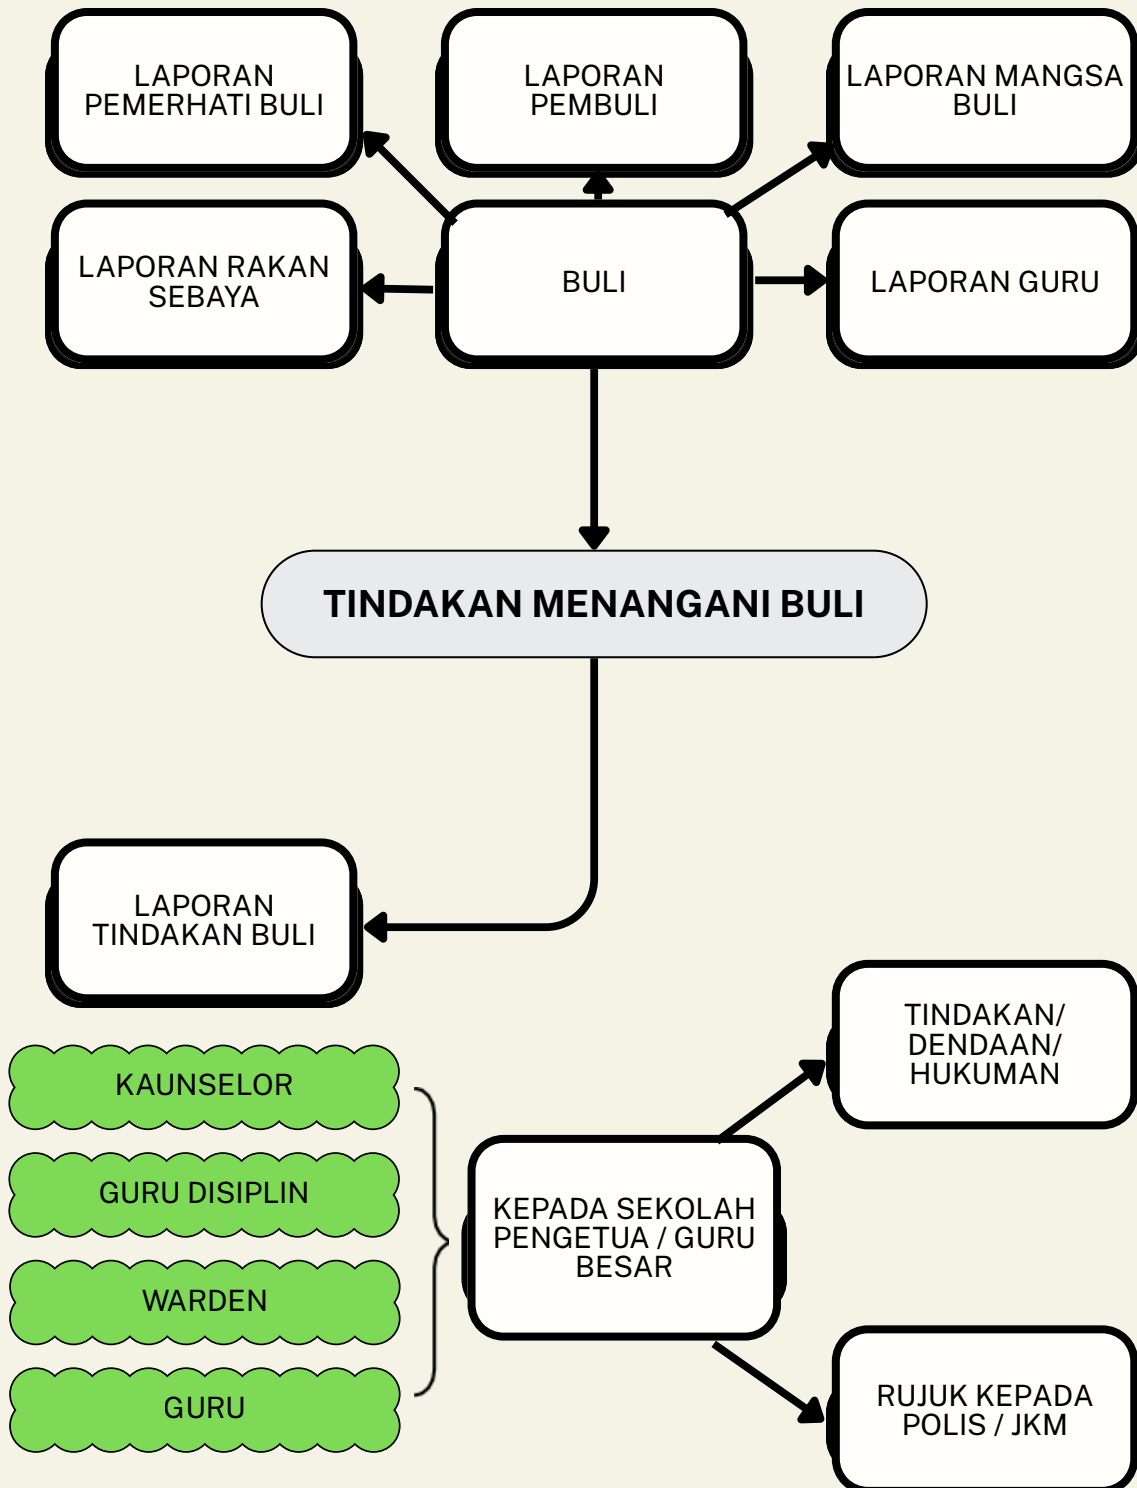 LAPORAN
PEMERHATI BULI
LAPORAN
PEMBULI
LAPORAN MANGSA
BULI
LAPORAN RAKAN
SEBAYA
BULI
LAPORAN GURU
TINDAKAN MENANGANI BULI
LAPORAN
TINDAKAN BULI
KAUNSELOR
GURU DISIPLIN
WARDEN
GURU
KEPADA SEKOLAH
PENGETUA / GURU
BESAR
TINDAKAN/
DENDAAN/
HUKUMAN
RUJUK KEPADA
POLIS / JKM